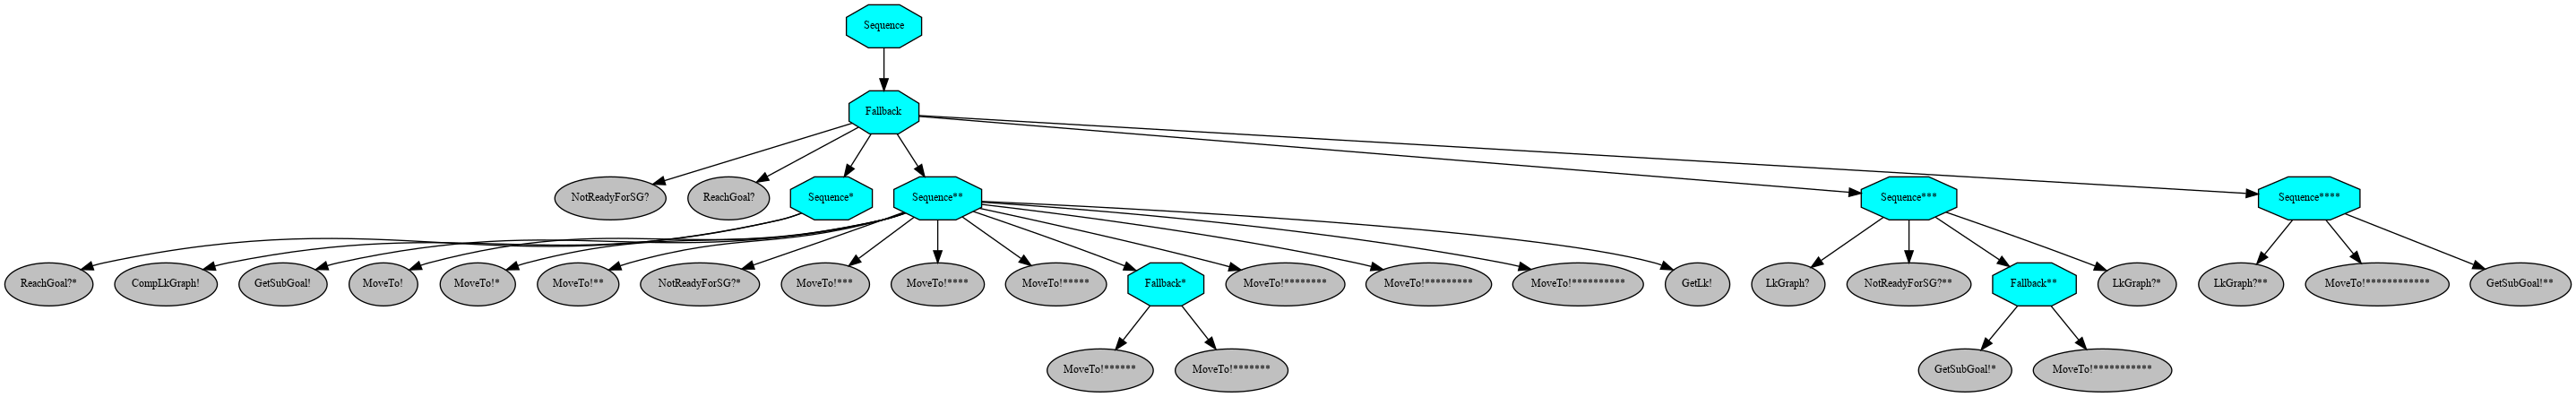 Sequence
Fallback
NotReadyForSG?
ReachGoal?
Sequence*
Sequence**
Sequence***
Sequence****
ReachGoal?*
CompLkGraph!
GetSubGoal!
MoveTo!
MoveTo!*
MoveTo!**
NotReadyForSG?*
MoveTo!***
MoveTo!****
MoveTo!*****
Fallback*
MoveTo!********
MoveTo!*********
MoveTo!**********
GetLk!
LkGraph?
NotReadyForSG?**
Fallback**
LkGraph?*
LkGraph?**
MoveTo!************
GetSubGoal!**
MoveTo!******
MoveTo!*******
GetSubGoal!*
MoveTo!***********